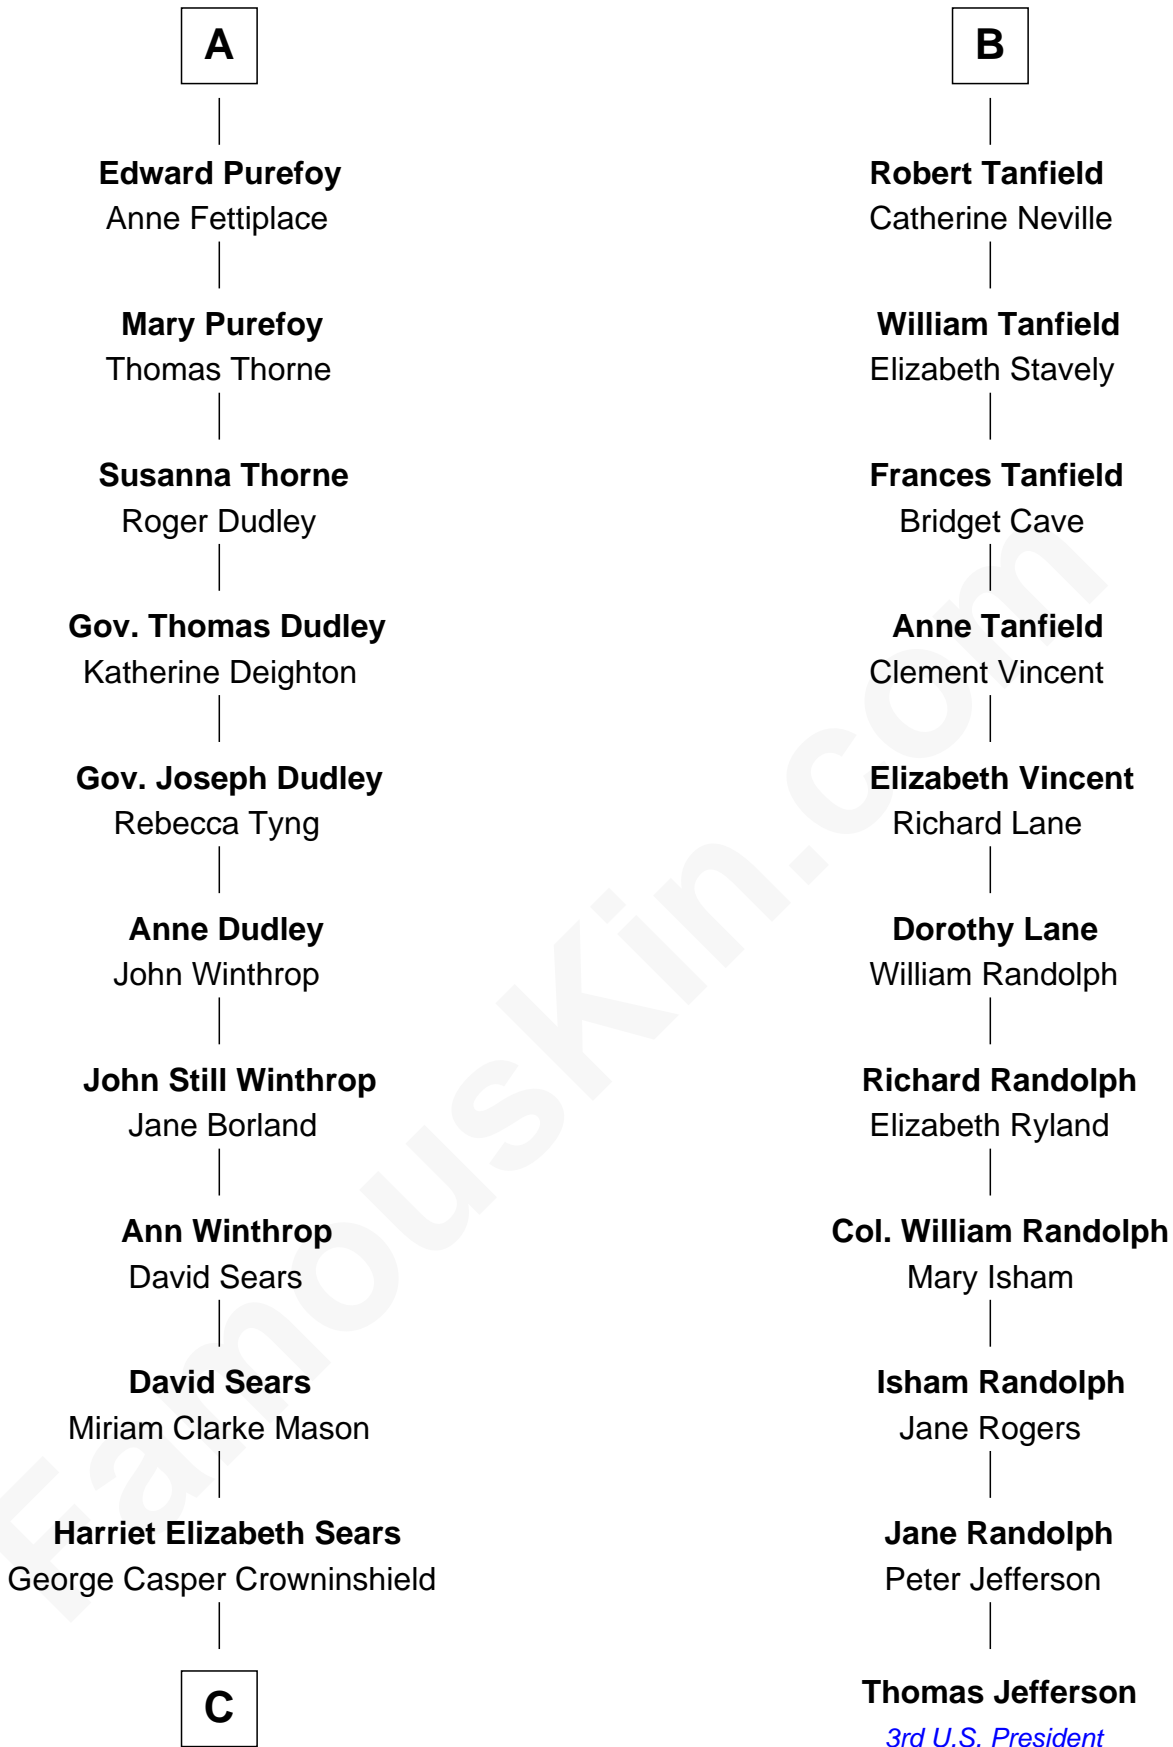 A
Edward Purefoy
Anne Fettiplace
Mary Purefoy
Thomas Thorne
Susanna Thorne
Roger Dudley
Gov. Thomas Dudley
Katherine Deighton
Gov. Joseph Dudley
Rebecca Tyng
Anne Dudley
John Winthrop
John Still Winthrop
Jane Borland
Ann Winthrop
David Sears
David Sears
Miriam Clarke Mason
Harriet Elizabeth Sears
George Casper Crowninshield
C
B
Robert Tanfield
Catherine Neville
William Tanfield
Elizabeth Stavely
Frances Tanfield
Bridget Cave
Anne Tanfield
Clement Vincent
Elizabeth Vincent
Richard Lane
Dorothy Lane
William Randolph
Richard Randolph
Elizabeth Ryland
Col. William Randolph
Mary Isham
Isham Randolph
Jane Rogers
Jane Randolph
Peter Jefferson
Thomas Jefferson
3rd U.S. President
FamousKin.com